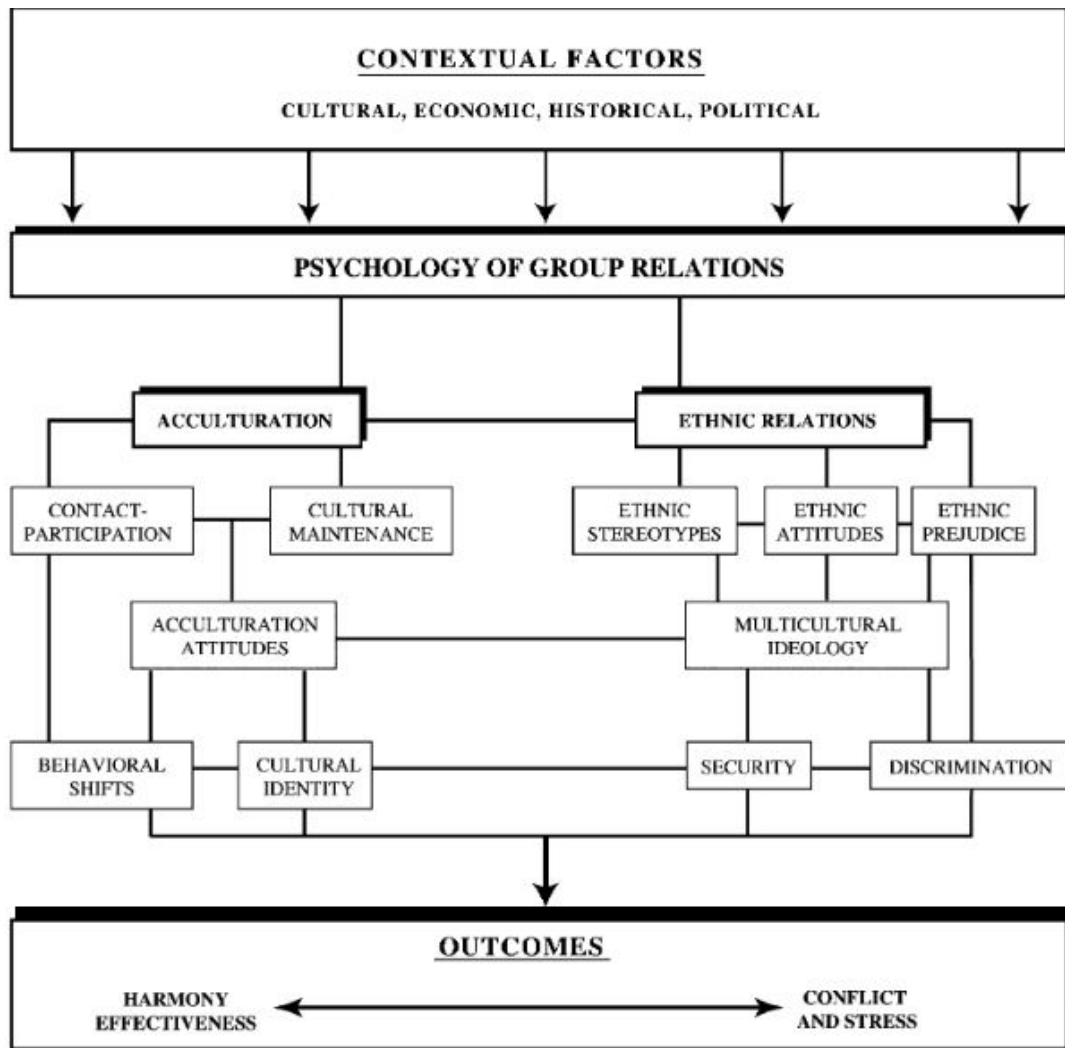 CONTEXTUAL FACTORS
CULTURAL, ECONOMIC, HISTORICAL, POLITICAL
PSYCHOLOGY OF GROUP RELATIONS
ACCULTURATION
ETHNIC RELATIONS
CONTACT-
PARTICIPATION
CULTURAL
MAINTENANCE
ETHNIC
STEREOTYPES
ETHNIC
ATTITUDES
ETHNIC
PREJUDICE
ACCULTURATION
ATTITUDES
MULTICULTURAL
IDEOLOGY
BEHAVIORAL
SHIFTS
CULTURAL
IDENTITY
SECURITY
DISCRIMINATION
OUTCOMES
HARMONY
EFFECTIVENESS
CONFLICT
AND STRESS